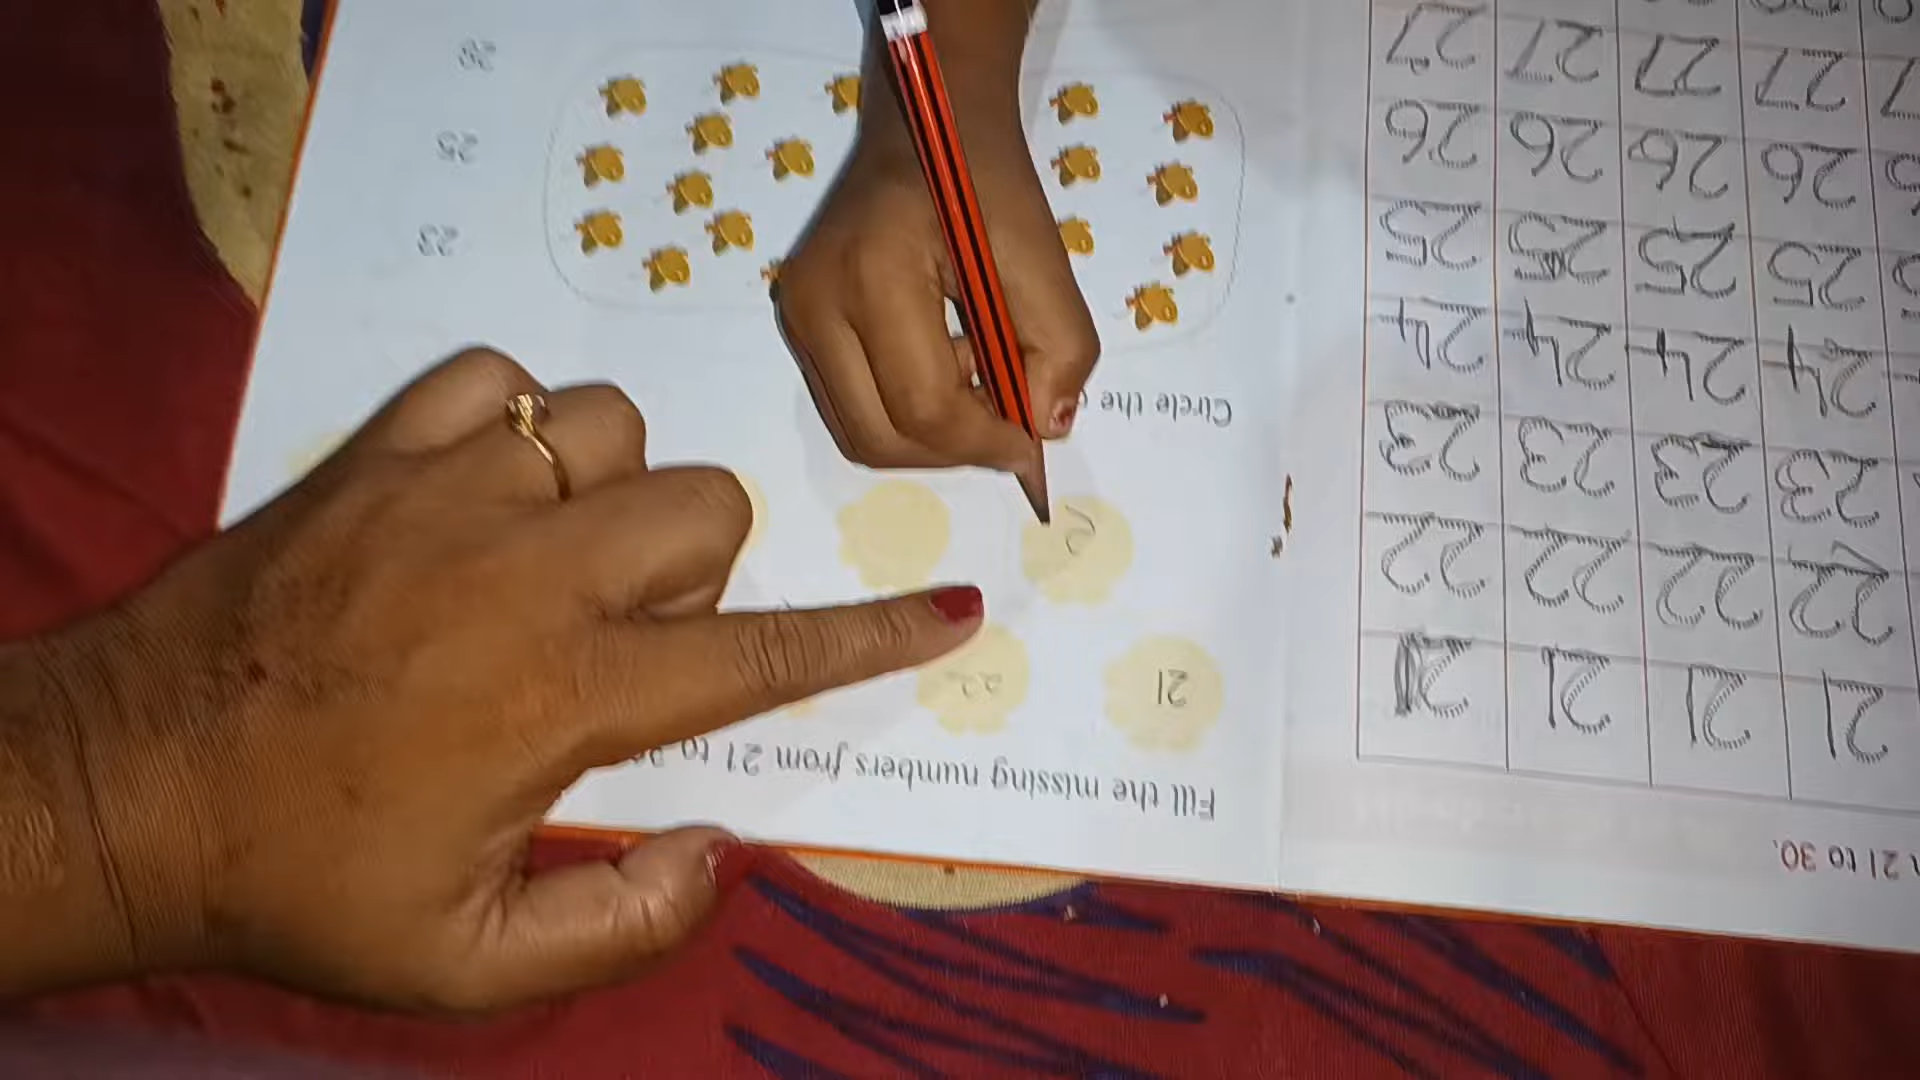 21 to 30.
21 21 21 21
22 22 22 22
23 23 23 23
24 24 24 24
25 25 25 25
26 26 26 26
27 27 27 27
Fill the missing numbers from 21 to
21 22
2
Circle the
23
25